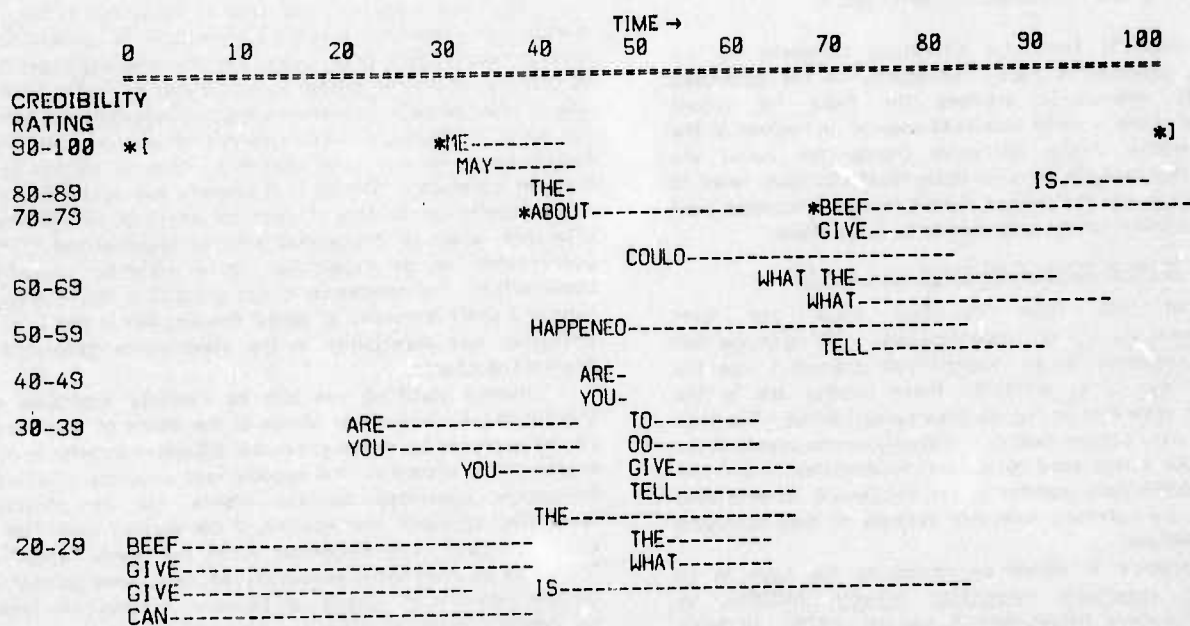 TIME →
0 10 20 30 40 50 60 70 80 90 100
CREDIBILITY
RATING
90-100 *[ *ME--------- *]
MAY--------
80-89 THE- IS---------
70-79 *ABOUT--------------- *BEEF-------------------------------
GIVE---------------------
COULO--------------------------
60-69 WHAT THE----------------------
WHAT-------------------------
50-59 HAPPENEO-----------------------------------
TELL-----------------
40-49 ARE-
YOU-
30-39 ARE------------------- TO----------
YOU------------------- OO----------
YOU-------- GIVE-----------
TELL-----------
THE----------------------
20-29 BEEF---------------------------------- THE----------
GIVE---------------------------------- WHAT---------
GIVE---------------------------- IS----------------------------------------
CAN-----------------------------------